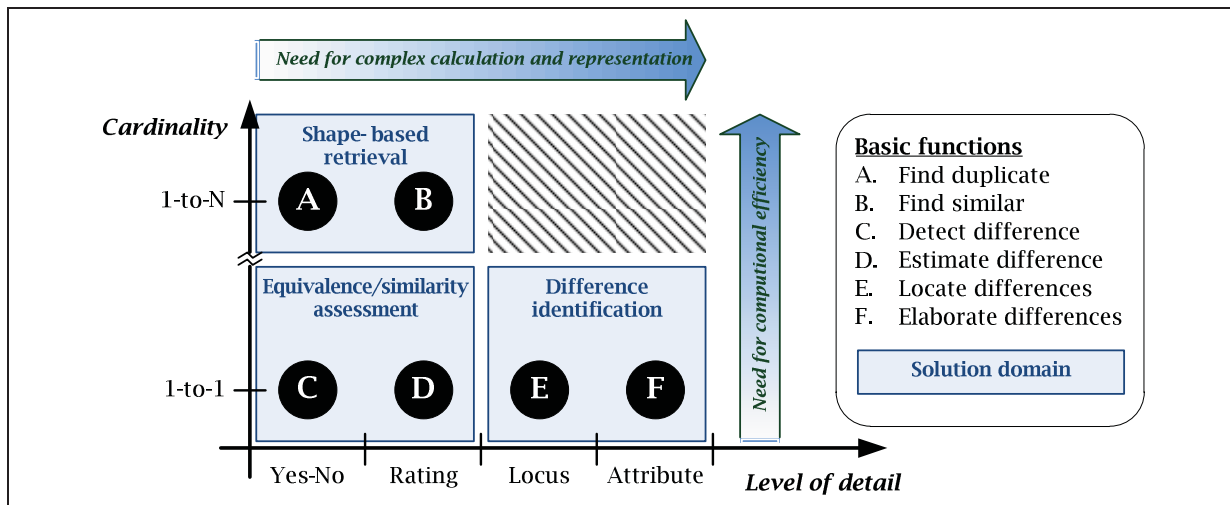 Need for complex calculation and representation
Cardinality
Shape- based
retrieval
1-to-N
A
B
Equivalence/similarity
assessment
Difference
identification
1-to-1
C
D
E
F
Yes-No
Rating
Locus
Attribute
Level of detail
Need for computational efficiency
Basic functions
A. Find duplicate
B. Find similar
C. Detect difference
D. Estimate difference
E. Locate differences
F. Elaborate differences
Solution domain